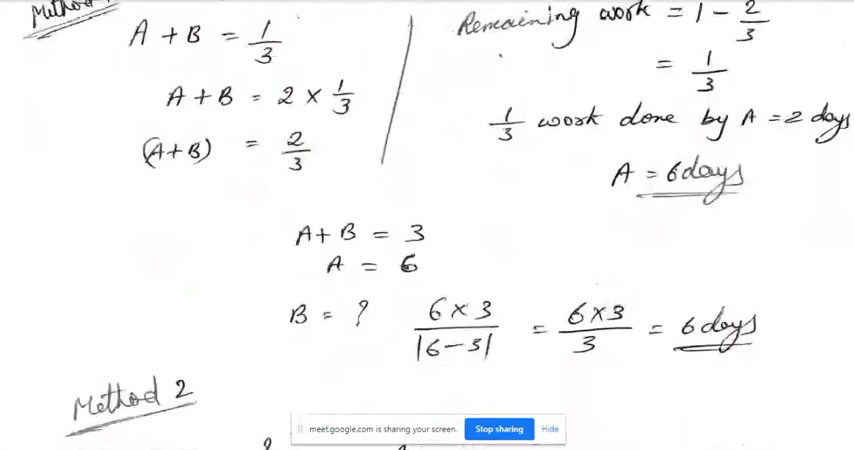 Method
A + B = 1/3
A + B = 2 × 1/3
(A+B) = 2/3
Remaining work = 1 - 2/3
= 1/3
1/3 work done by A = 2 days
A = 6 days
A + B = 3
A = 6
B = ? 6×3/|6-3| = 6×3/3 = 6 days
Method 2
meet.google.com is sharing your screen. Stop sharing Hide